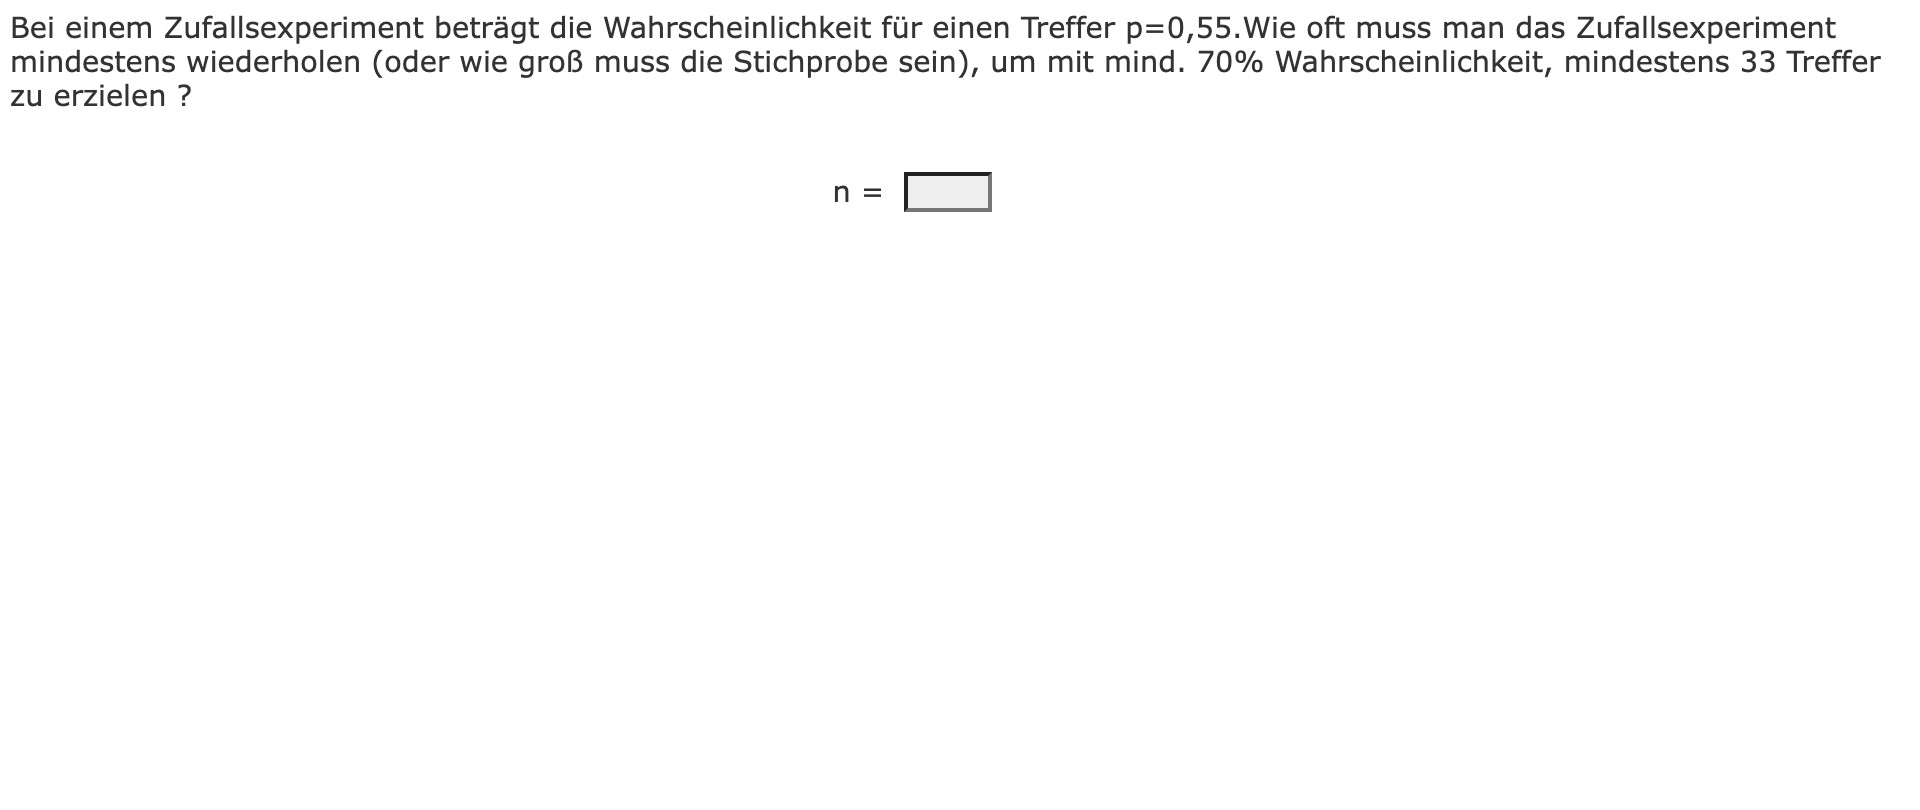 Bei einem Zufallsexperiment beträgt die Wahrscheinlichkeit für einen Treffer p=0,55.Wie oft muss man das Zufallsexperiment
mindestens wiederholen (oder wie groß muss die Stichprobe sein), um mit mind. 70% Wahrscheinlichkeit, mindestens 33 Treffer
zu erzielen ?
n =